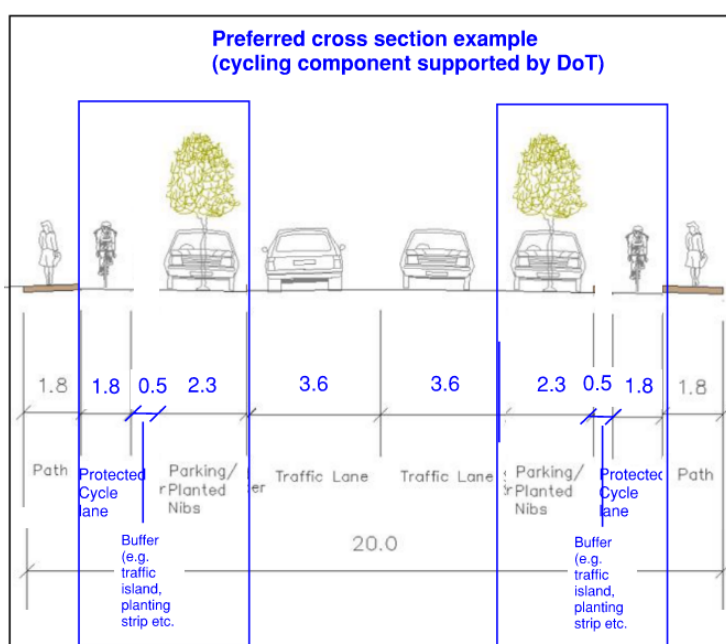 Preferred cross section example
(cycling component supported by DoT)
1.8 1.8 0.5 2.3 3.6 3.6 2.3 0.5 1.8 1.8
Path
Protected
Cycle
lane
Parking/
Planted
Nibs
Traffic Lane
Traffic Lane
Parking/
Planted
Nibs
Protected
Cycle
lane
Path
Buffer
(e.g.
traffic
island,
planting
strip etc.
20.0
Buffer
(e.g.
traffic
island,
planting
strip etc.